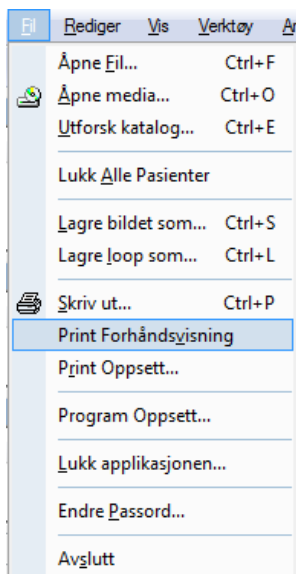 Fil Rediger Vis Verktøy
Åpne Fil... Ctrl+F
Åpne media... Ctrl+O
Utforsk katalog... Ctrl+E
Lukk Alle Pasienter
Lagre bildet som... Ctrl+S
Lagre loop som... Ctrl+L
Skriv ut... Ctrl+P
Print Forhåndsvisning
Print Oppsett...
Program Oppsett...
Lukk applikasjonen...
Endre Passord...
Avslutt